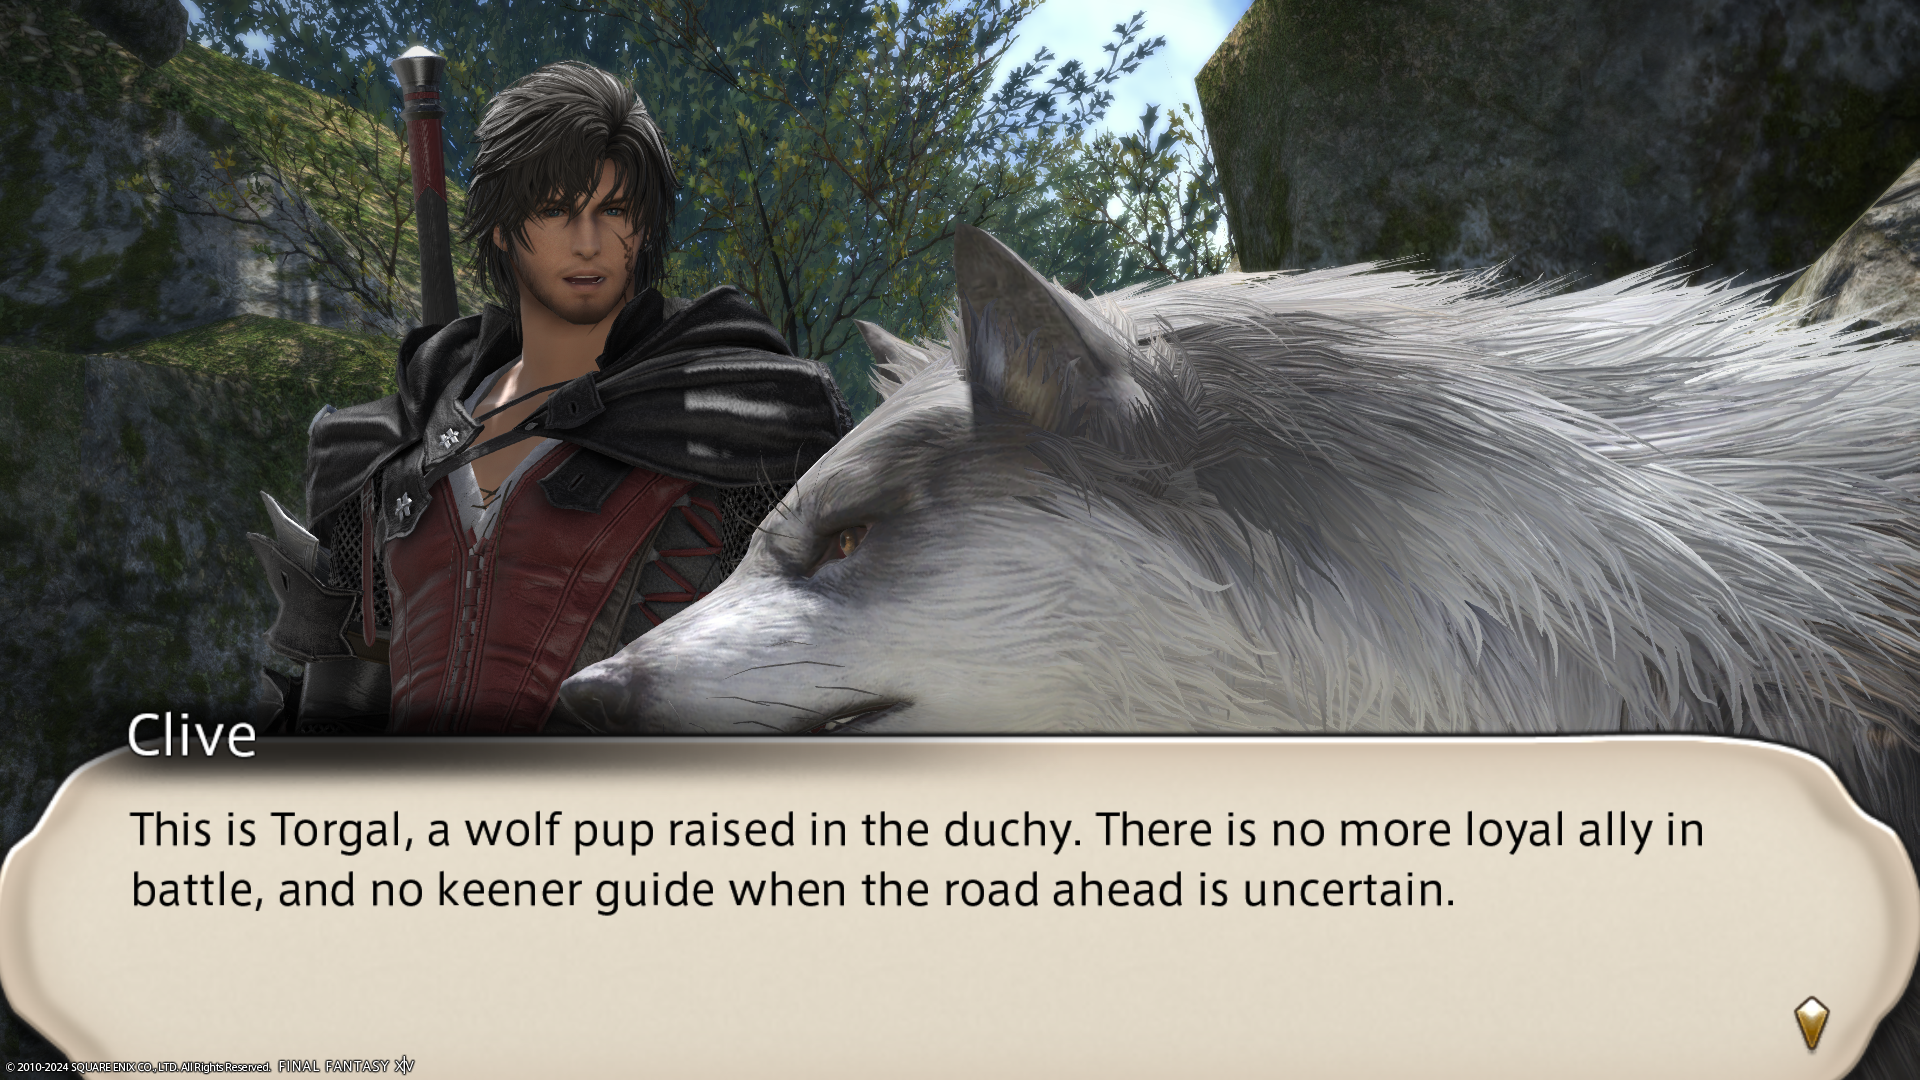 Clive
This is Torgal, a wolf pup raised in the duchy. There is no more loyal ally in
battle, and no keener guide when the road ahead is uncertain.
© 2010-2024 SQUARE ENIX CO., LTD. All Rights Reserved. FINAL FANTASY XIV